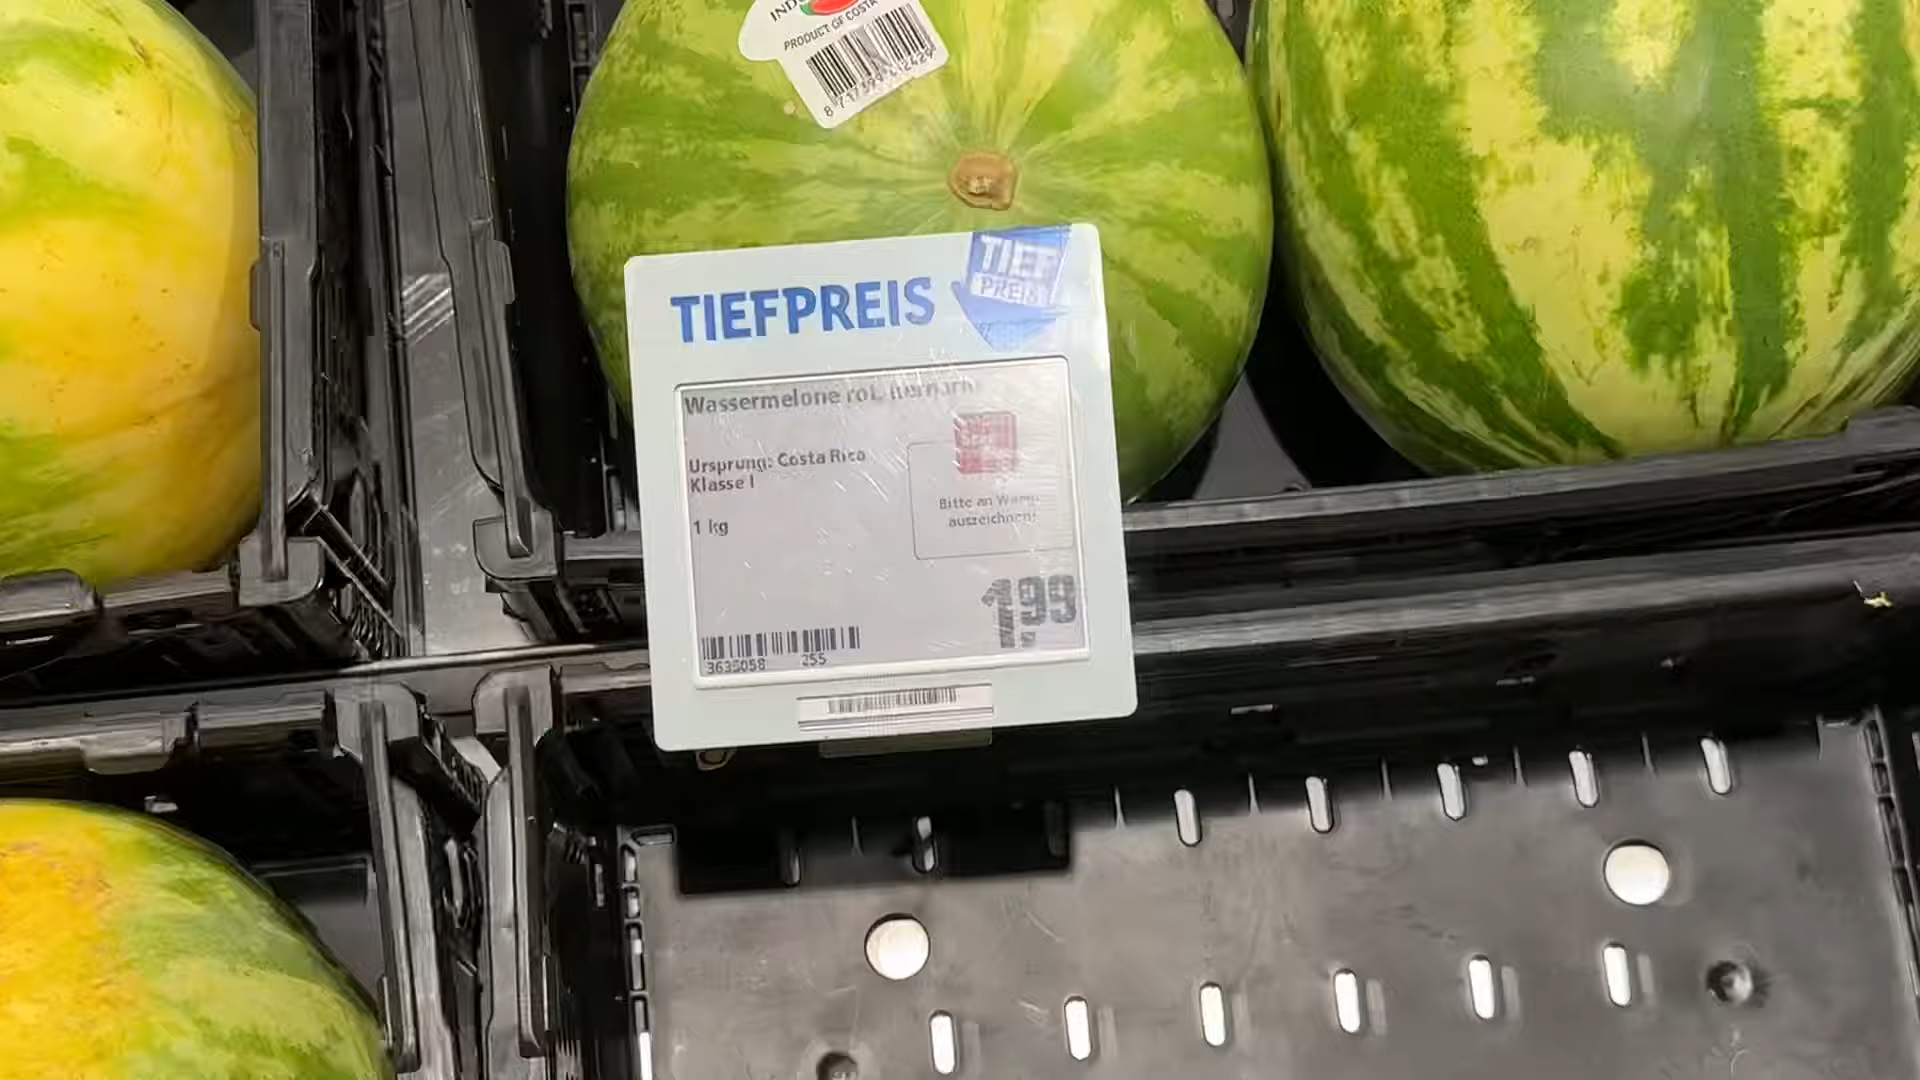 PRODUCT OF COSTA
TIEFPREIS
TIEF
PREIS
Wassermelone rot, kernarm
Ursprung: Costa Rica
Klasse I
1 kg
Bitte an Waage
auszeichnen!
1,99
3635058 255